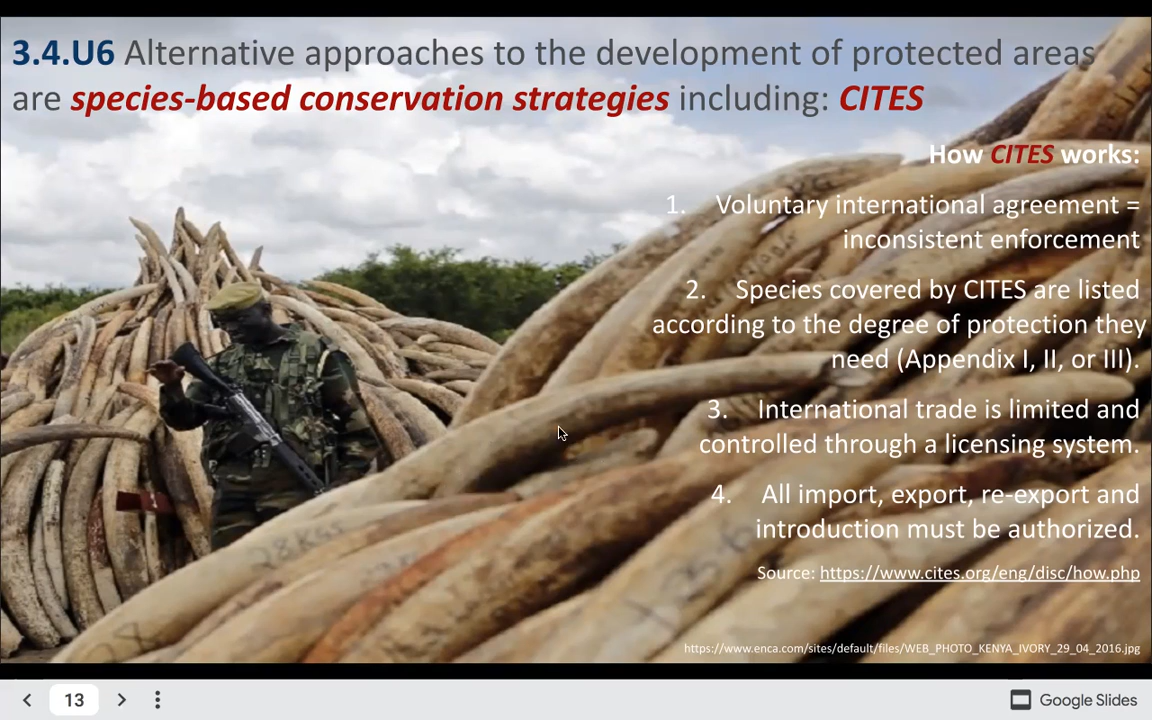 3.4.U6 Alternative approaches to the development of protected areas
are species-based conservation strategies including: CITES
How CITES works:
1. Voluntary international agreement =
inconsistent enforcement
2. Species covered by CITES are listed
according to the degree of protection they
need (Appendix I, II, or III).
3. International trade is limited and
controlled through a licensing system.
4. All import, export, re-export and
introduction must be authorized.
Source: https://www.cites.org/eng/disc/how.php
https://www.enca.com/sites/default/files/WEB_PHOTO_KENYA_IVORY_29_04_2016.jpg
13
Google Slides